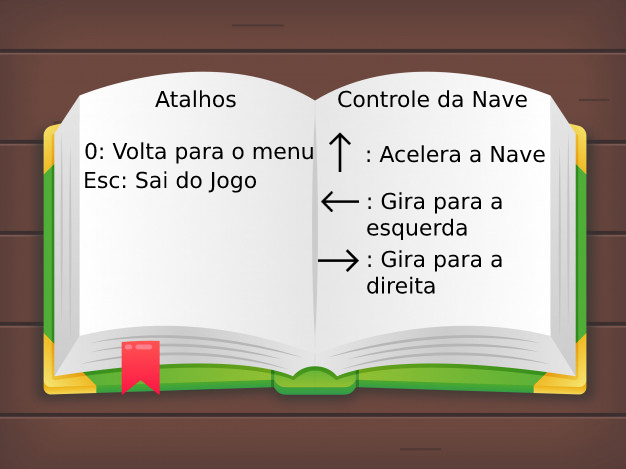 Atalhos
0: Volta para o menu
Esc: Sai do Jogo
Controle da Nave
↑ : Acelera a Nave
← : Gira para a
esquerda
→ : Gira para a
direita